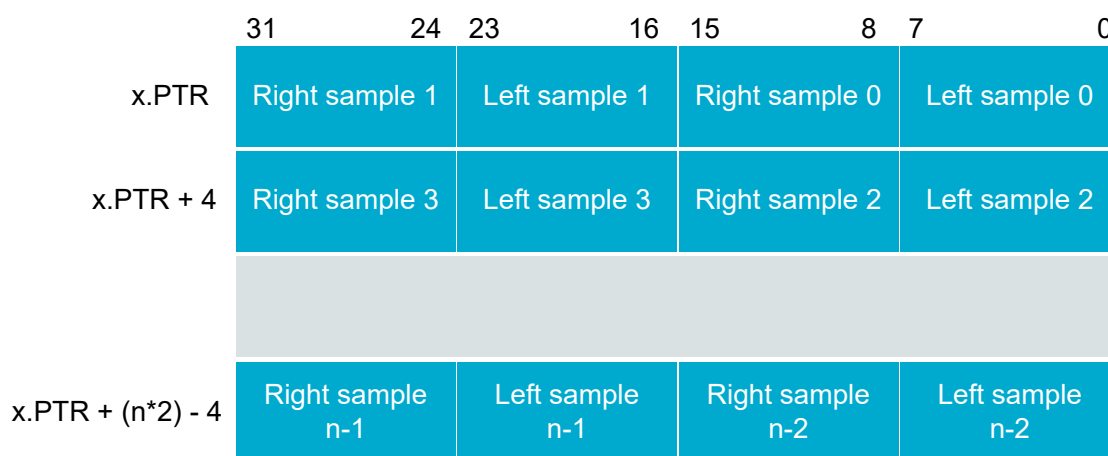 31 24 23 16 15 8 7 0
x.PTR Right sample 1 Left sample 1 Right sample 0 Left sample 0
x.PTR + 4 Right sample 3 Left sample 3 Right sample 2 Left sample 2
x.PTR + (n*2) - 4
Right sample
n-1
Left sample
n-1
Right sample
n-2
Left sample
n-2